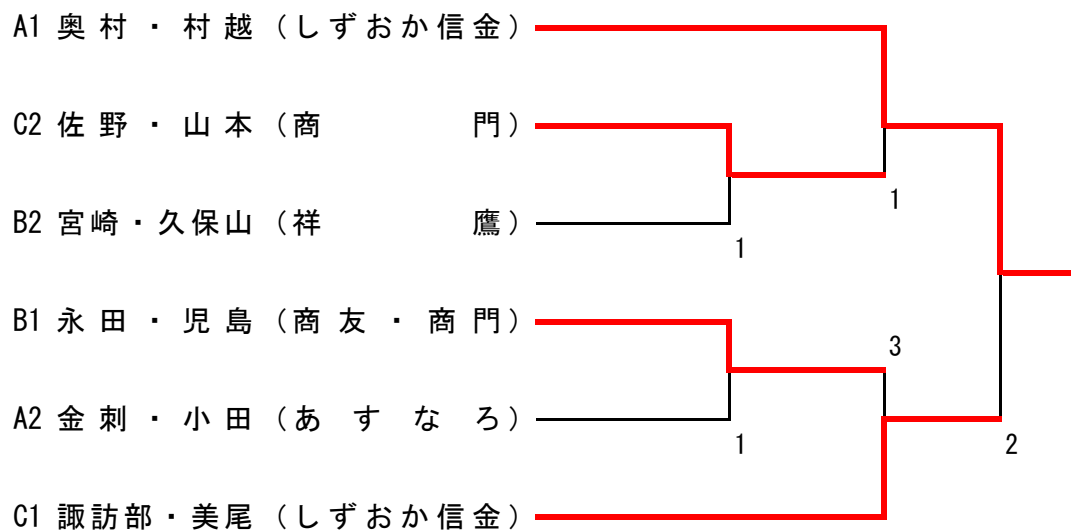 A1 奥村・村越（しずおか信金）
C2 佐野・山本（商門）
1
B2 宮崎・久保山（祥鷹）
1
B1 永田・児島（商友・商門）
3
A2 金刺・小田（あすなろ）
1
2
C1 諏訪部・美尾（しずおか信金）